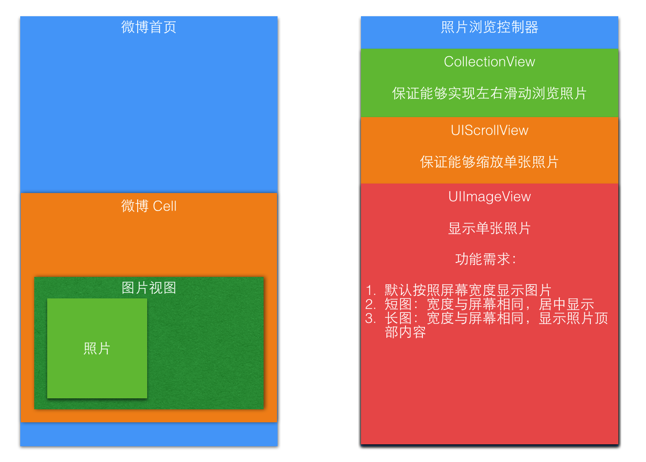 微博首页
微博 Cell
图片视图
照片
照片浏览控制器
CollectionView
保证能够实现左右滑动浏览照片
UIScrollView
保证能够缩放单张照片
UIImageView
显示单张照片
功能需求：
1. 默认按照屏幕宽度显示图片
2. 短图：宽度与屏幕相同，居中显示
3. 长图：宽度与屏幕相同，显示照片顶
部内容